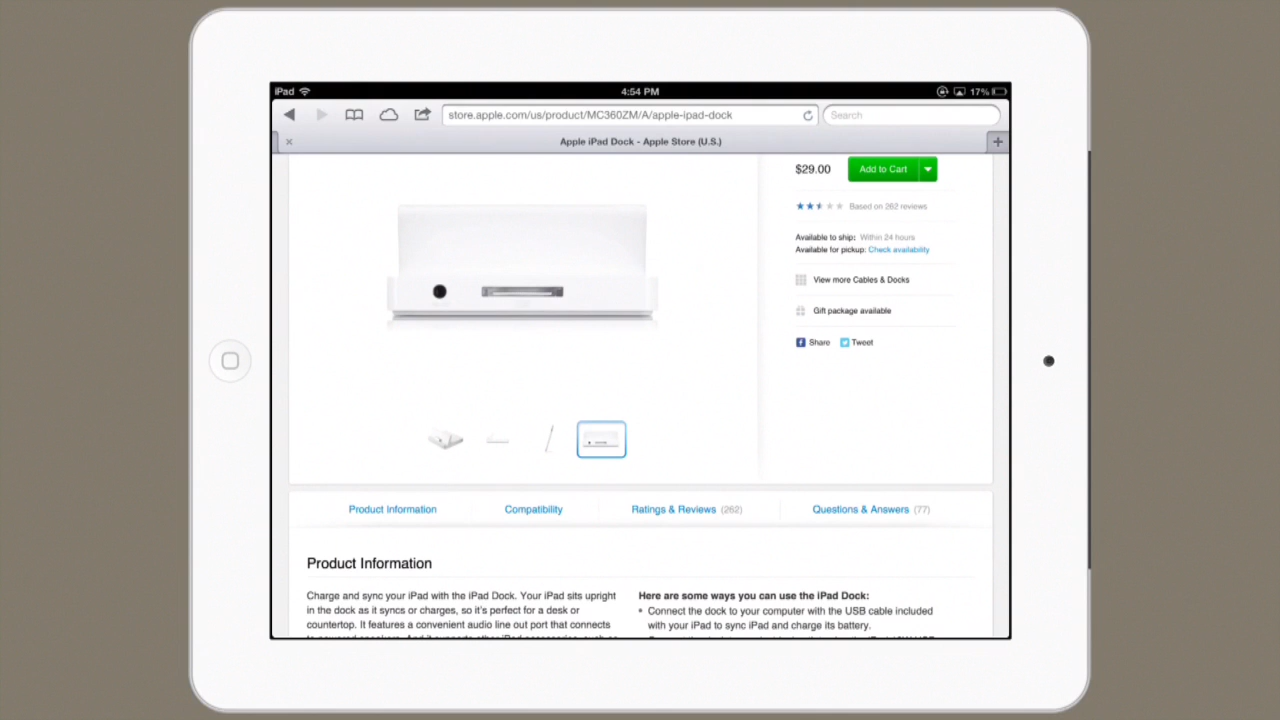 iPad
4:54 PM
17%
store.apple.com/us/product/MC360ZM/A/apple-ipad-dock
Search
Apple iPad Dock - Apple Store (U.S.)
$29.00
Add to Cart
Based on 262 reviews
Available to ship: Within 24 hours
Available for pickup: Check availability
View more Cables & Docks
Gift package available
Share
Tweet
Product Information
Compatibility
Ratings & Reviews (262)
Questions & Answers (77)
Product Information
Charge and sync your iPad with the iPad Dock. Your iPad sits upright
in the dock as it syncs or charges, so it's perfect for a desk or
countertop. It features a convenient audio line out port that connects
Here are some ways you can use the iPad Dock:
Connect the dock to your computer with the USB cable included
with your iPad to sync iPad and charge its battery.